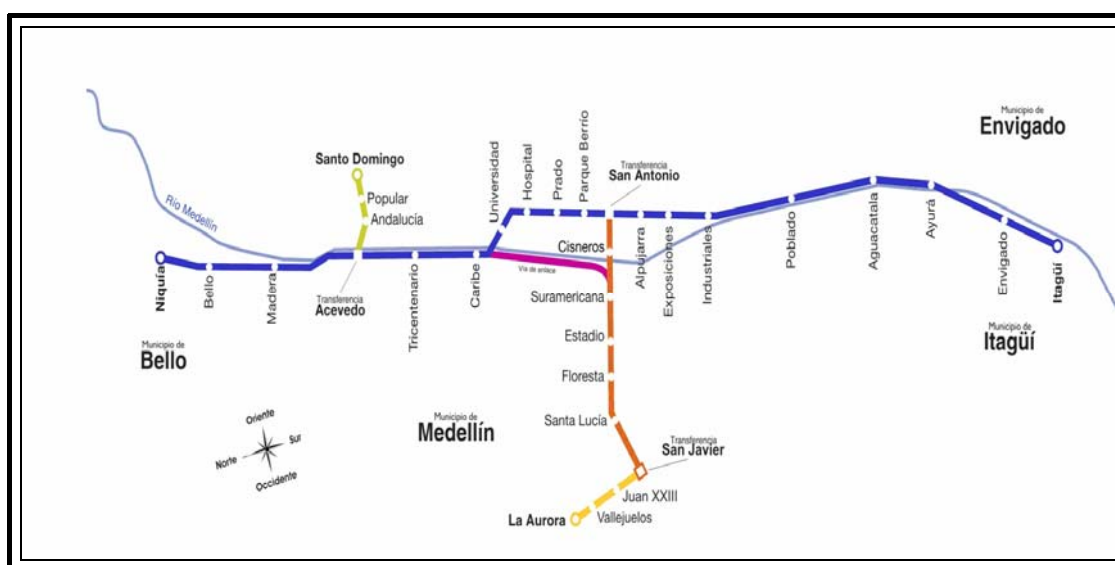 Municipio de
Envigado
Santo Domingo
Popular
Andalucía
Río Medellín
Universidad
Hospital
Prado
Parque Berrio
Transferencia
San Antonio
Cisneros
Alpujarra
Exposiciones
Industriales
Poblado
Aguacatala
Ayurá
Envigado
Itagüí
Niquía
Bello
Madera
Transferencia
Acevedo
Tricentenario
Caribe
Vía de enlace
Suramericana
Estadio
Floresta
Santa Lucía
Municipio de
Bello
Municipio de
Itagüí
Municipio de
Medellín
Transferencia
San Javier
Juan XXIII
Vallejuelos
La Aurora
Oriente
Sur
Norte
Occidente